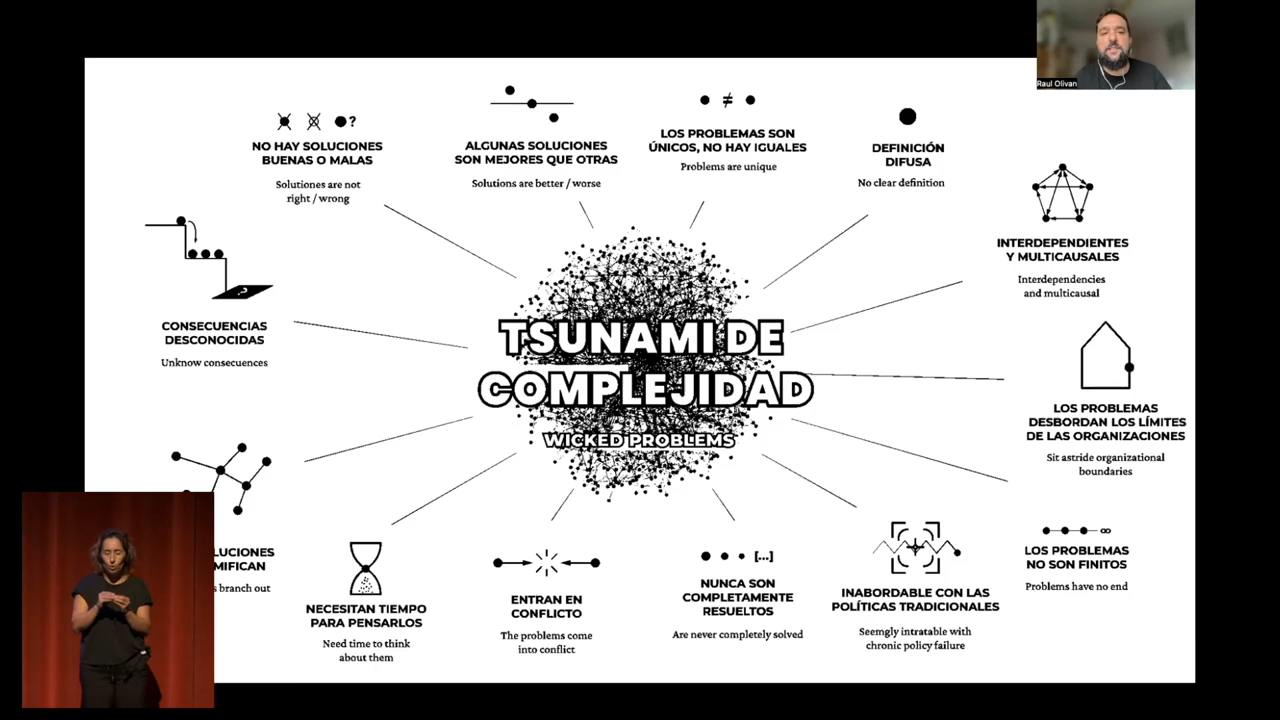 Raul Olivan
?
NO HAY SOLUCIONES
BUENAS O MALAS
Solutiones are not
right / wrong
ALGUNAS SOLUCIONES
SON MEJORES QUE OTRAS
Solutions are better / worse
≠
LOS PROBLEMAS SON
ÚNICOS, NO HAY IGUALES
Problems are unique
DEFINICIÓN
DIFUSA
No clear definition
INTERDEPENDIENTES
Y MULTICAUSALES
Interdependencies
and multicausal
?
CONSECUENCIAS
DESCONOCIDAS
Unknow consecuences
TSUNAMI DE
COMPLEJIDAD
WICKED PROBLEMS
LOS PROBLEMAS
DESBORDAN LOS LÍMITES
DE LAS ORGANIZACIONES
Sit astride organizational
boundaries
LUCIONES
MIFICAN
branch out
NECESITAN TIEMPO
PARA PENSARLOS
Need time to think
about them
ENTRAN EN
CONFLICTO
The problems come
into conflict
[...]
NUNCA SON
COMPLETAMENTE
RESUELTOS
Are never completely solved
INABORDABLE CON LAS
POLÍTICAS TRADICIONALES
Seemgly intratable with
chronic policy failure
∞
LOS PROBLEMAS
NO SON FINITOS
Problems have no end